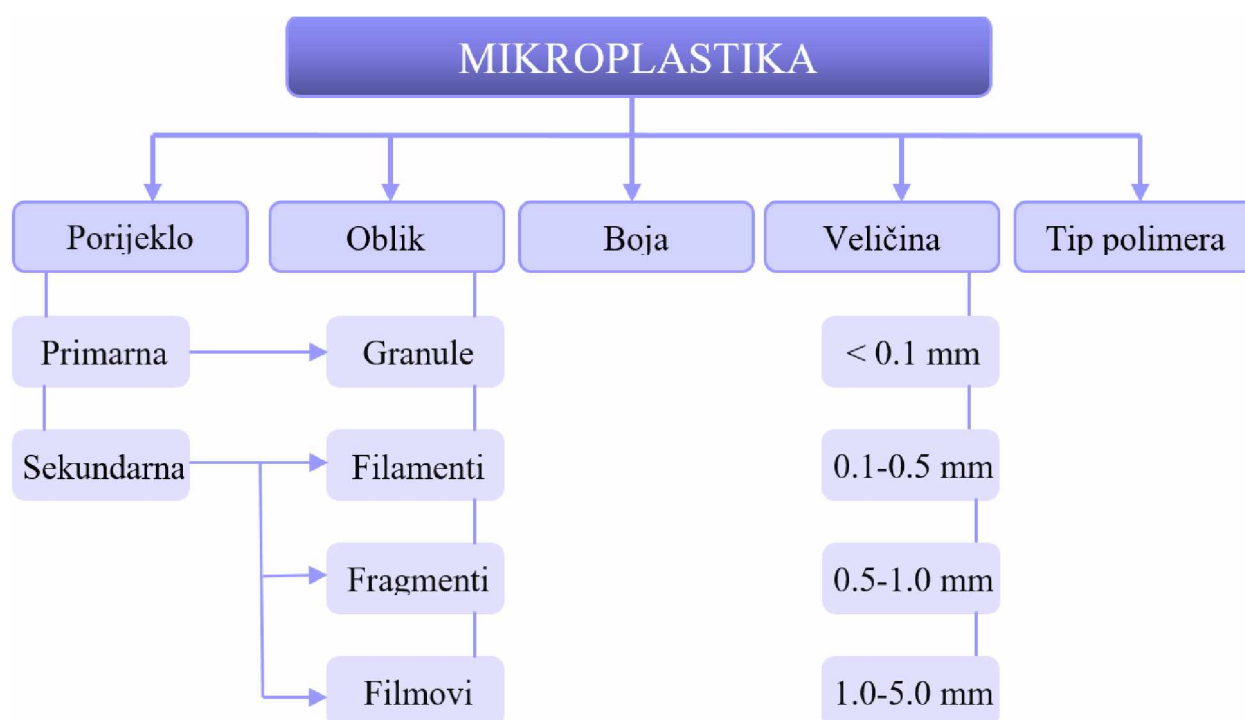 MIKROPLASTIKA
Porijeklo
Oblik
Boja
Veličina
Tip polimera
Primarna
Granule
< 0.1 mm
Sekundarna
Filamenti
0.1-0.5 mm
Fragmenti
0.5-1.0 mm
Filmovi
1.0-5.0 mm